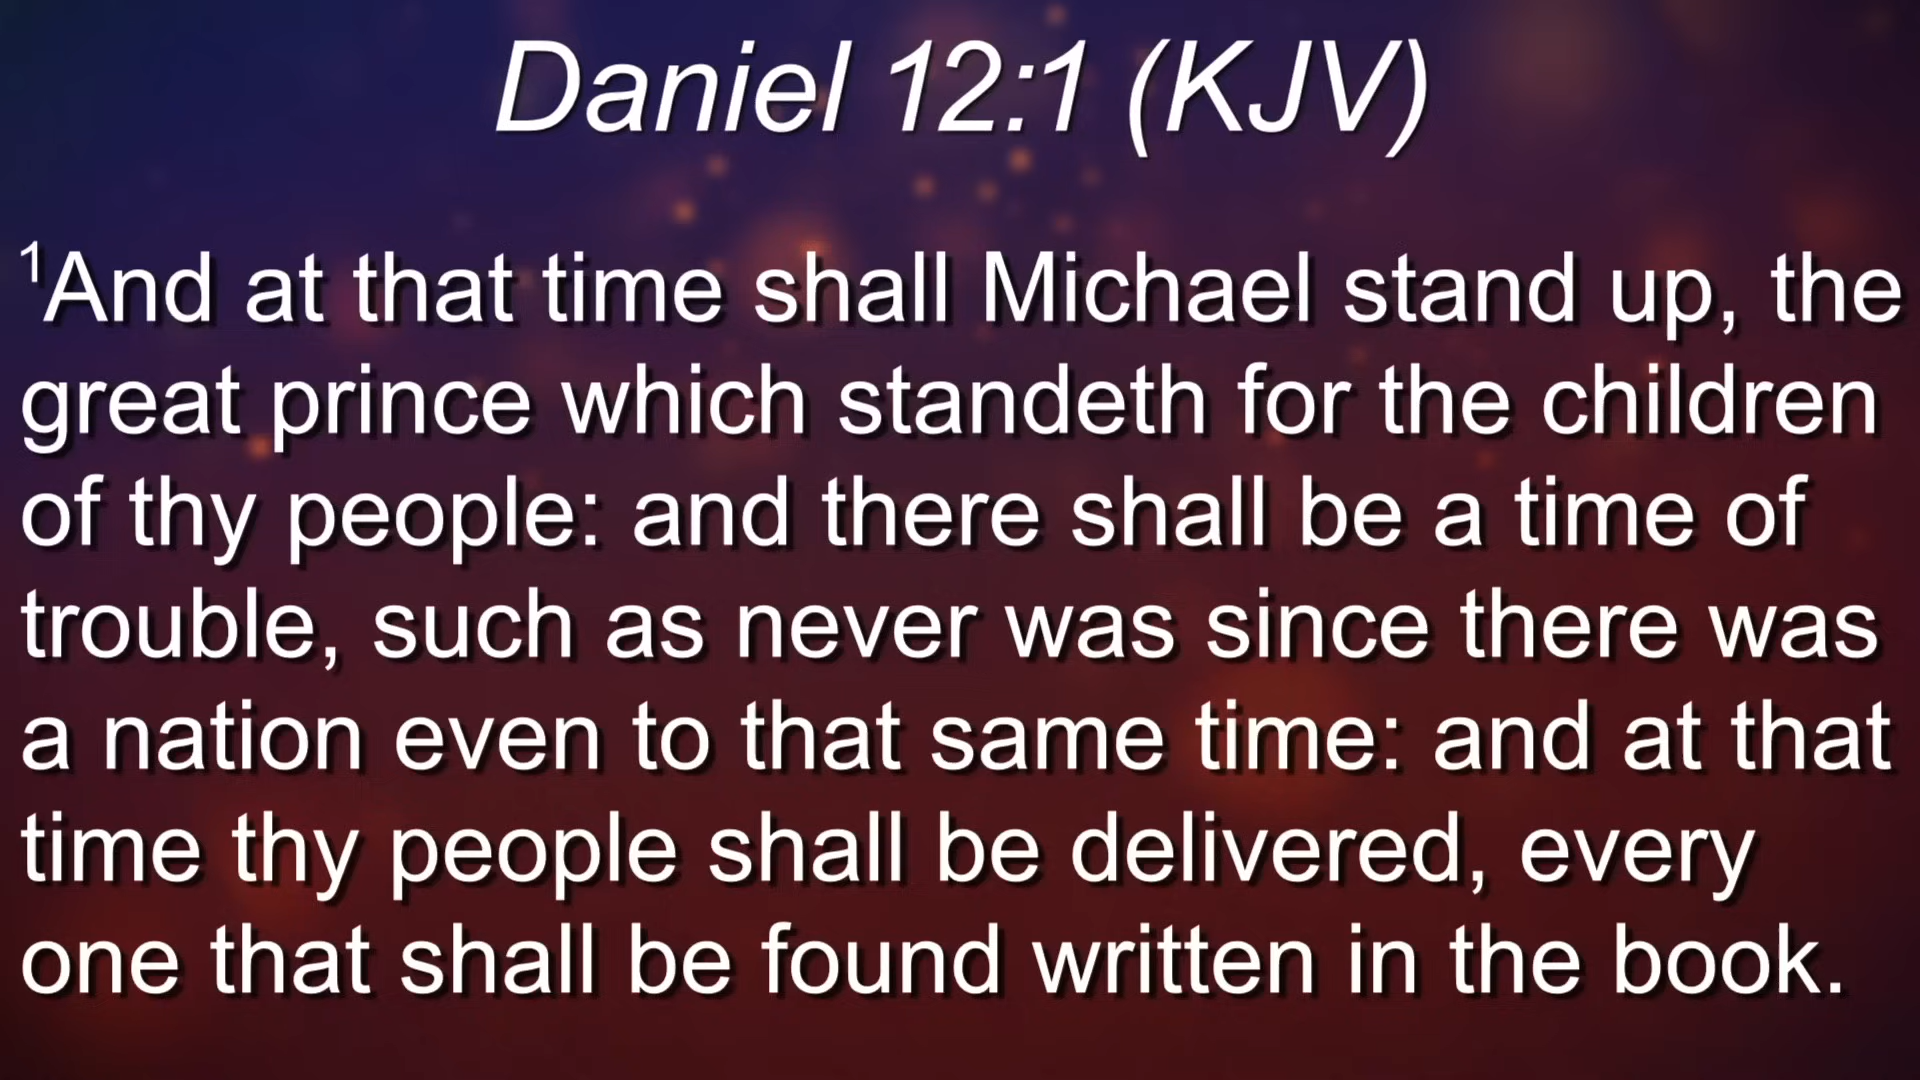 Daniel 12:1 (KJV)
¹And at that time shall Michael stand up, the
great prince which standeth for the children
of thy people: and there shall be a time of
trouble, such as never was since there was
a nation even to that same time: and at that
time thy people shall be delivered, every
one that shall be found written in the book.